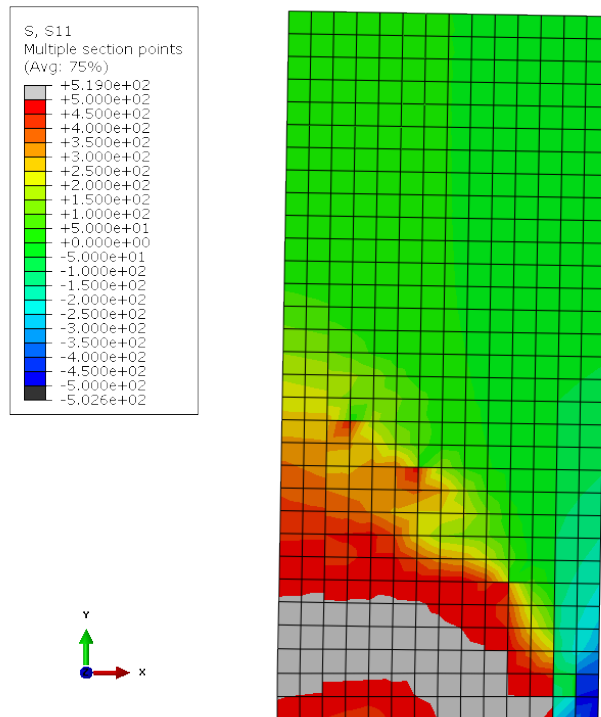 S, S11
Multiple section points
(Avg: 75%)
+5.190e+02
+5.000e+02
+4.500e+02
+4.000e+02
+3.500e+02
+3.000e+02
+2.500e+02
+2.000e+02
+1.500e+02
+1.000e+02
+5.000e+01
+0.000e+00
-5.000e+01
-1.000e+02
-2.000e+02
-2.500e+02
-3.000e+02
-3.500e+02
-4.000e+02
-4.500e+02
-5.000e+02
-5.026e+02
Y
Z
X